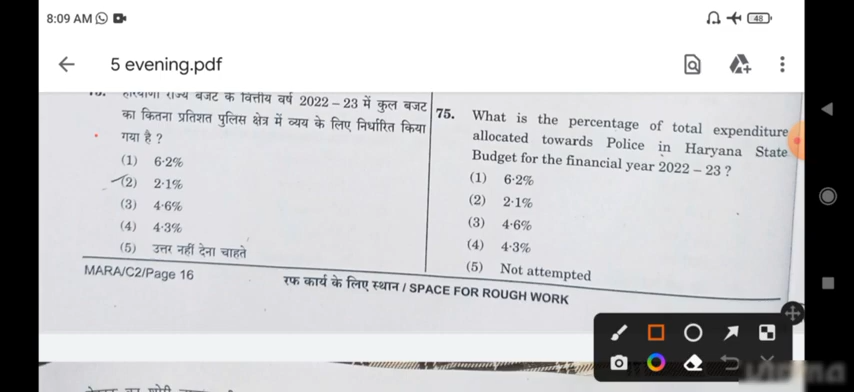 8:09 AM
48
5 evening.pdf
हरियाणा राज्य बजट के वित्तीय वर्ष 2022 – 23 में कुल बजट
का कितना प्रतिशत पुलिस क्षेत्र में व्यय के लिए निर्धारित किया
गया है ?
(1) 6·2%
(2) 2·1%
(3) 4·6%
(4) 4·3%
(5) उत्तर नहीं देना चाहते
MARA/C2/Page 16
75. What is the percentage of total expenditure
allocated towards Police in Haryana State
Budget for the financial year 2022 – 23 ?
(1) 6·2%
(2) 2·1%
(3) 4·6%
(4) 4·3%
(5) Not attempted
रफ कार्य के लिए स्थान / SPACE FOR ROUGH WORK